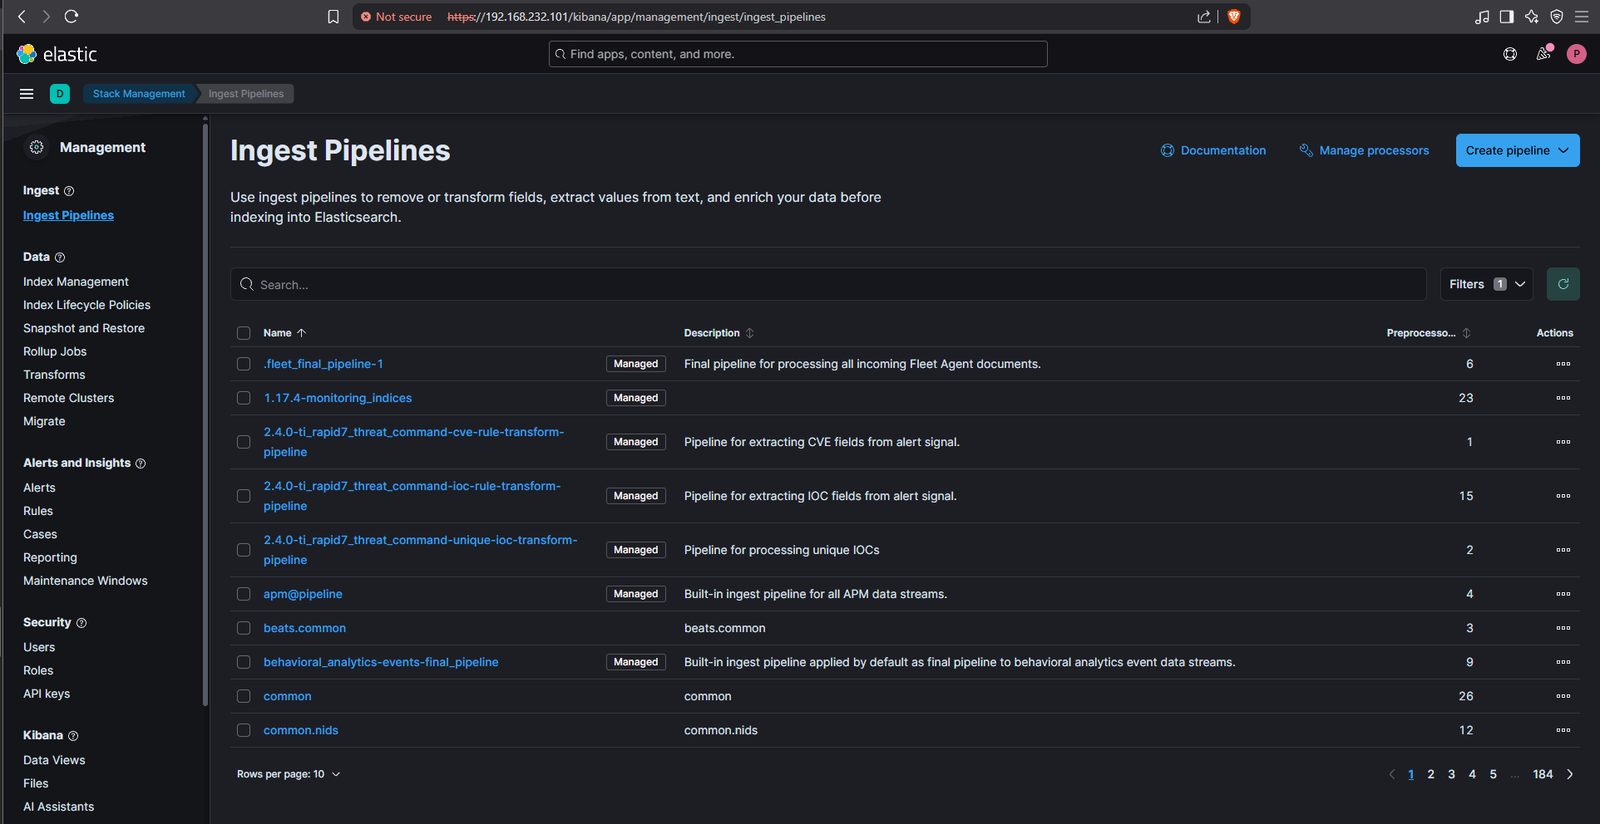 Not secure https://192.168.232.101/kibana/app/management/ingest/ingest_pipelines
elastic
Find apps, content, and more.
P
D Stack Management Ingest Pipelines
Management
Ingest
Ingest Pipelines
Data
Index Management
Index Lifecycle Policies
Snapshot and Restore
Rollup Jobs
Transforms
Remote Clusters
Migrate
Alerts and Insights
Alerts
Rules
Cases
Reporting
Maintenance Windows
Security
Users
Roles
API keys
Kibana
Data Views
Files
AI Assistants
Ingest Pipelines
Documentation Manage processors Create pipeline
Use ingest pipelines to remove or transform fields, extract values from text, and enrich your data before
indexing into Elasticsearch.
Search...
Filters 1
Name Description Preprocesso... Actions
.fleet_final_pipeline-1 Managed Final pipeline for processing all incoming Fleet Agent documents. 6
1.17.4-monitoring_indices Managed 23
2.4.0-ti_rapid7_threat_command-cve-rule-transform-
pipeline Managed Pipeline for extracting CVE fields from alert signal. 1
2.4.0-ti_rapid7_threat_command-ioc-rule-transform-
pipeline Managed Pipeline for extracting IOC fields from alert signal. 15
2.4.0-ti_rapid7_threat_command-unique-ioc-transform-
pipeline Managed Pipeline for processing unique IOCs 2
apm@pipeline Managed Built-in ingest pipeline for all APM data streams. 4
beats.common beats.common 3
behavioral_analytics-events-final_pipeline Managed Built-in ingest pipeline applied by default as final pipeline to behavioral analytics event data streams. 9
common common 26
common.nids common.nids 12
Rows per page: 10
1 2 3 4 5 ... 184